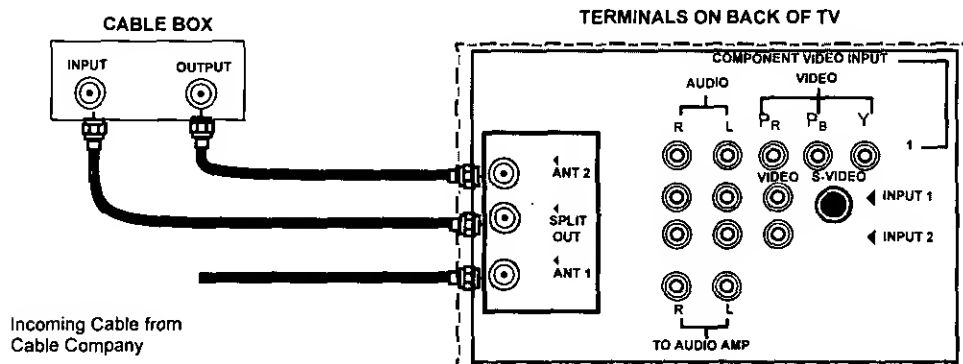 TERMINALS ON BACK OF TV
CABLE BOX
INPUT OUTPUT
COMPONENT VIDEO INPUT
AUDIO VIDEO
R L PR PB Y
1
ANT 2
VIDEO S-VIDEO
INPUT 1
SPLIT
OUT
INPUT 2
ANT 1
R L
TO AUDIO AMP
Incoming Cable from
Cable Company